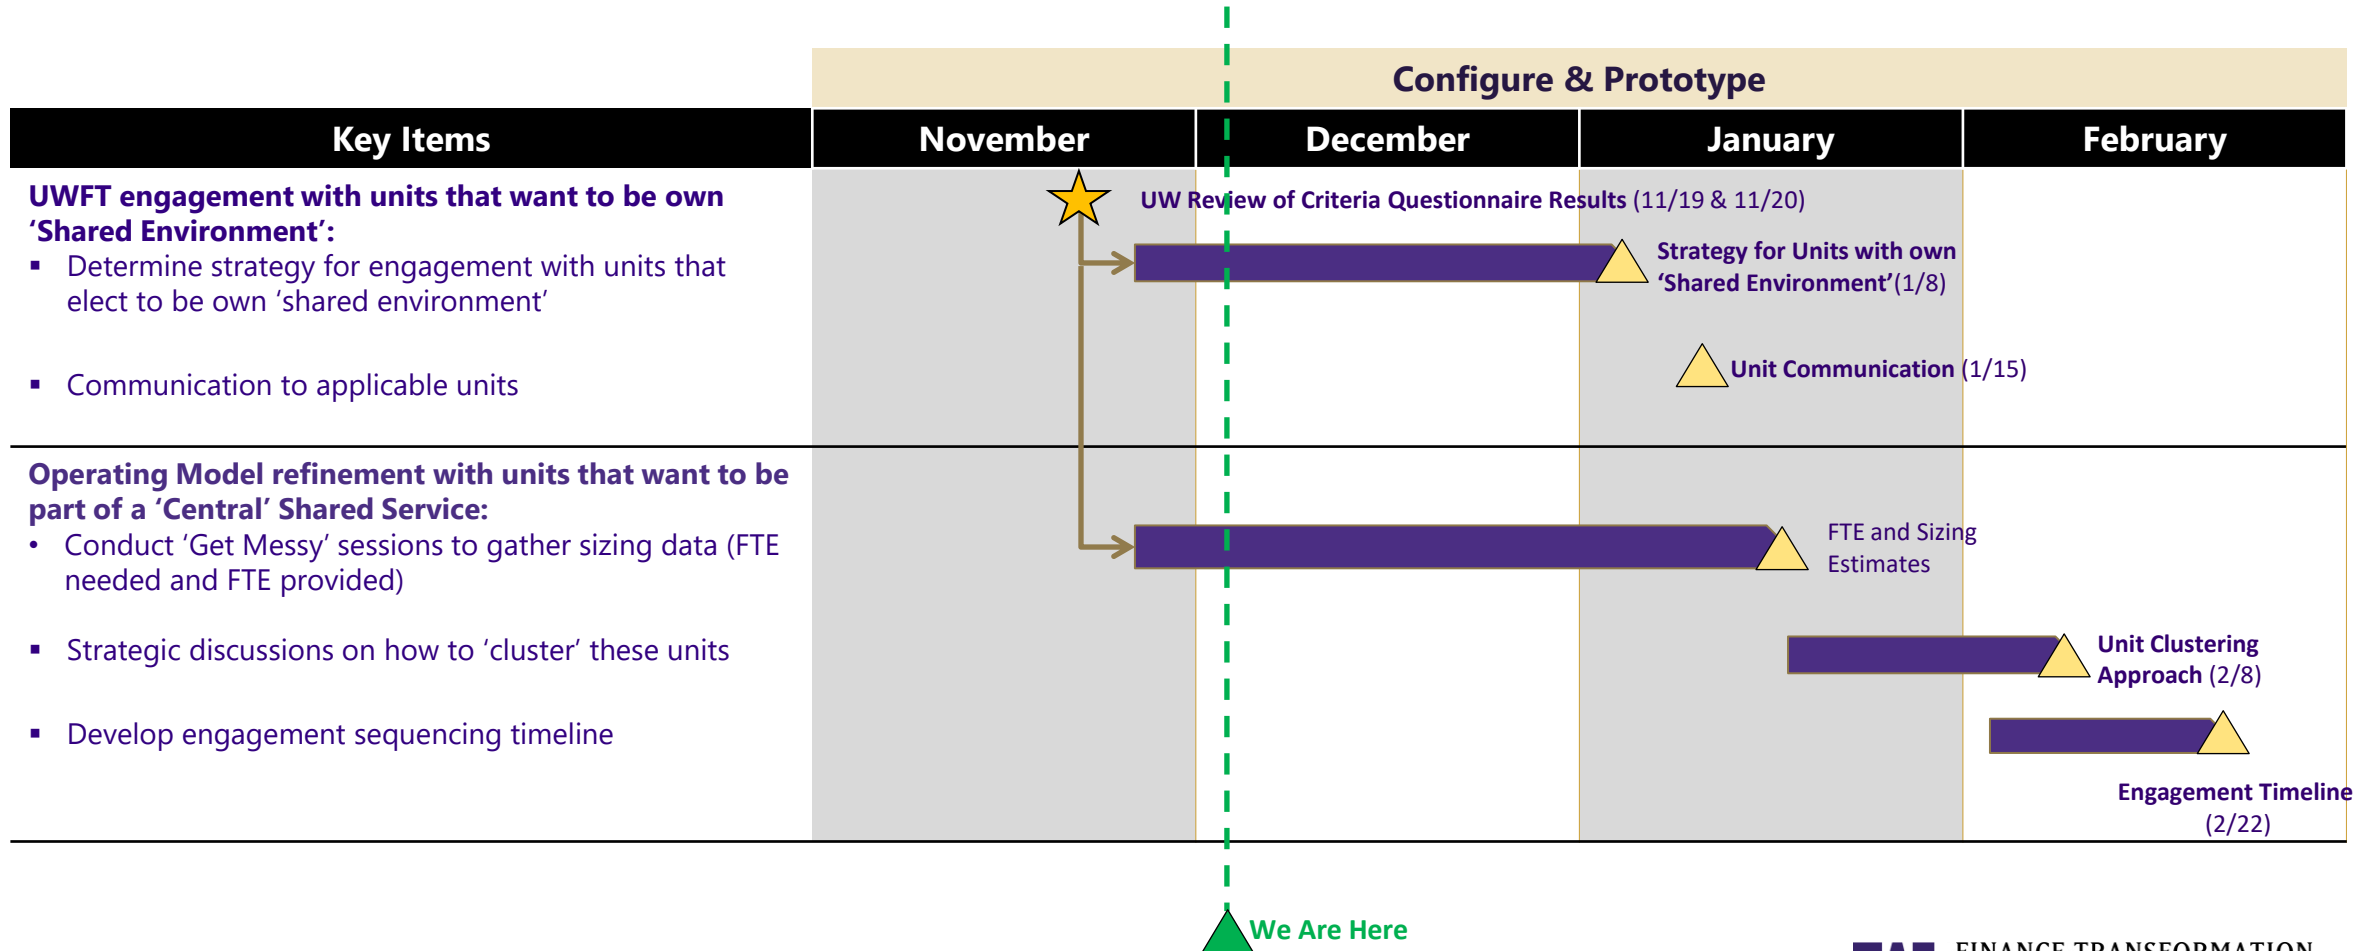 Configure & Prototype
Key Items
November
December
January
February
UWFT engagement with units that want to be own
‘Shared Environment’:
▪ Determine strategy for engagement with units that
elect to be own ‘shared environment’
▪ Communication to applicable units
UW Review of Criteria Questionnaire Results (11/19 & 11/20)
Strategy for Units with own
‘Shared Environment’(1/8)
Unit Communication (1/15)
Operating Model refinement with units that want to be
part of a ‘Central’ Shared Service:
• Conduct ‘Get Messy’ sessions to gather sizing data (FTE
needed and FTE provided)
▪ Strategic discussions on how to ‘cluster’ these units
▪ Develop engagement sequencing timeline
FTE and Sizing
Estimates
Unit Clustering
Approach (2/8)
Engagement Timeline
(2/22)
We Are Here
FINANCE TRANSFORMATION